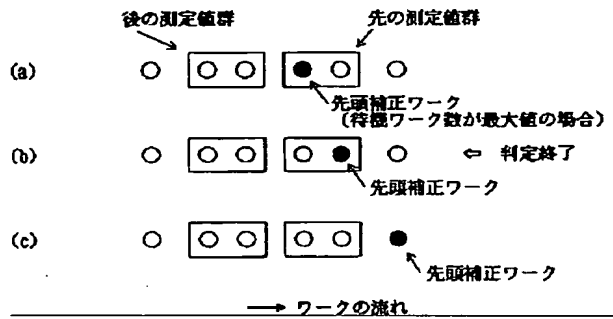 後の測定値群
先の測定値群
(a)
先頭補正ワーク
(待機ワーク数が最大値の場合)
(b)
⇐ 判定終了
先頭補正ワーク
(c)
先頭補正ワーク
→ ワークの流れ